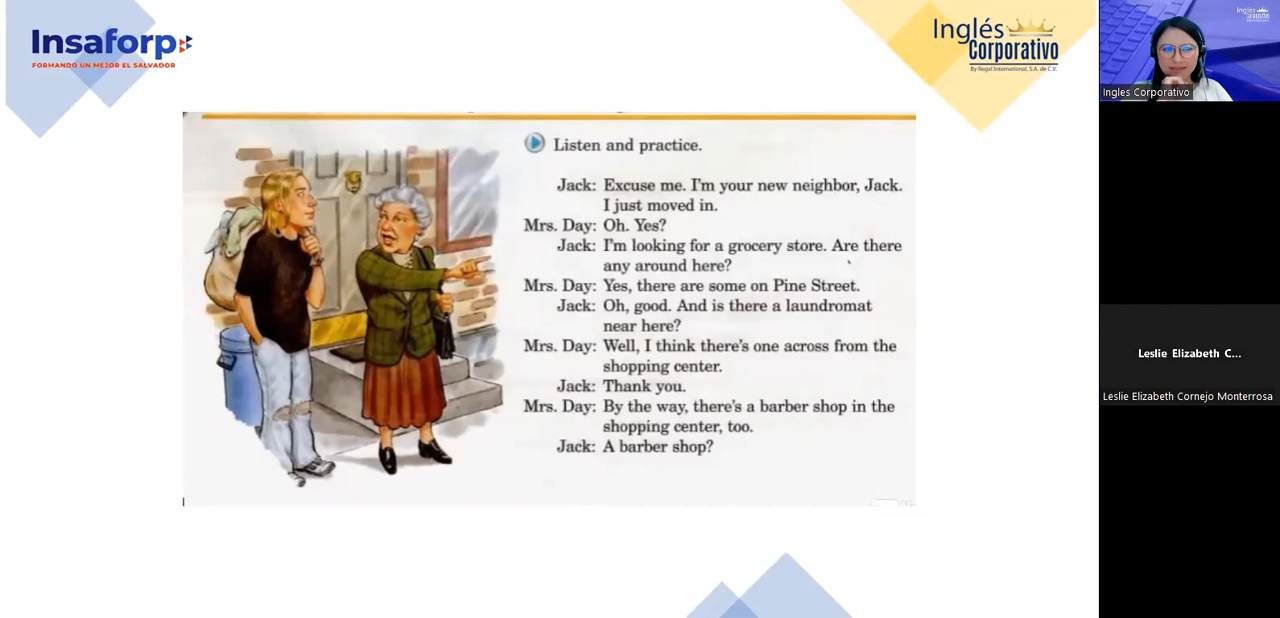 Insaforp
FORMANDO UN MEJOR EL SALVADOR
Inglés
Corporativo
By Regal International, S.A. de C.V.
Listen and practice.
Jack: Excuse me. I'm your new neighbor, Jack.
I just moved in.
Mrs. Day: Oh. Yes?
Jack: I'm looking for a grocery store. Are there
any around here?
Mrs. Day: Yes, there are some on Pine Street.
Jack: Oh, good. And is there a laundromat
near here?
Mrs. Day: Well, I think there's one across from the
shopping center.
Jack: Thank you.
Mrs. Day: By the way, there's a barber shop in the
shopping center, too.
Jack: A barber shop?
Inglés
Ingles Corporativo
Leslie Elizabeth C...
Leslie Elizabeth Cornejo Monterrosa